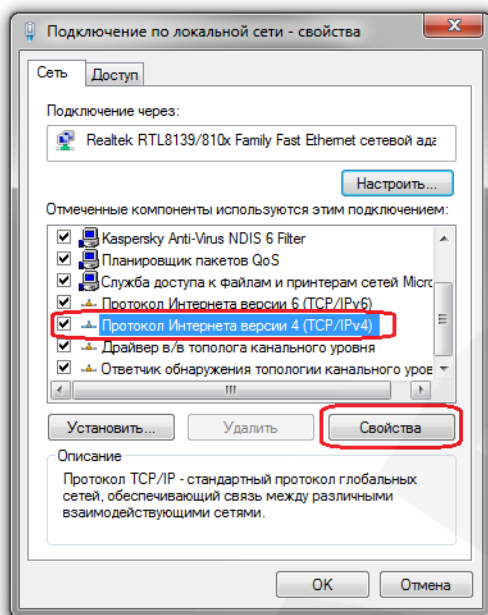 Подключение по локальной сети - свойства
Сеть
Доступ
Подключение через:
Realtek RTL8139/810x Family Fast Ethernet сетевой ада
Настроить...
Отмеченные компоненты используются этим подключением:
Kaspersky Anti-Virus NDIS 6 Filter
Планировщик пакетов QoS
Служба доступа к файлам и принтерам сетей Micro
Протокол Интернета версии 6 (TCP/IPv6)
Протокол Интернета версии 4 (TCP/IPv4)
Драйвер в/в тополога канального уровня
Ответчик обнаружения топологии канального уров
Установить...
Удалить
Свойства
Описание
Протокол TCP/IP - стандартный протокол глобальных
сетей, обеспечивающий связь между различными
взаимодействующими сетями.
OK
Отмена